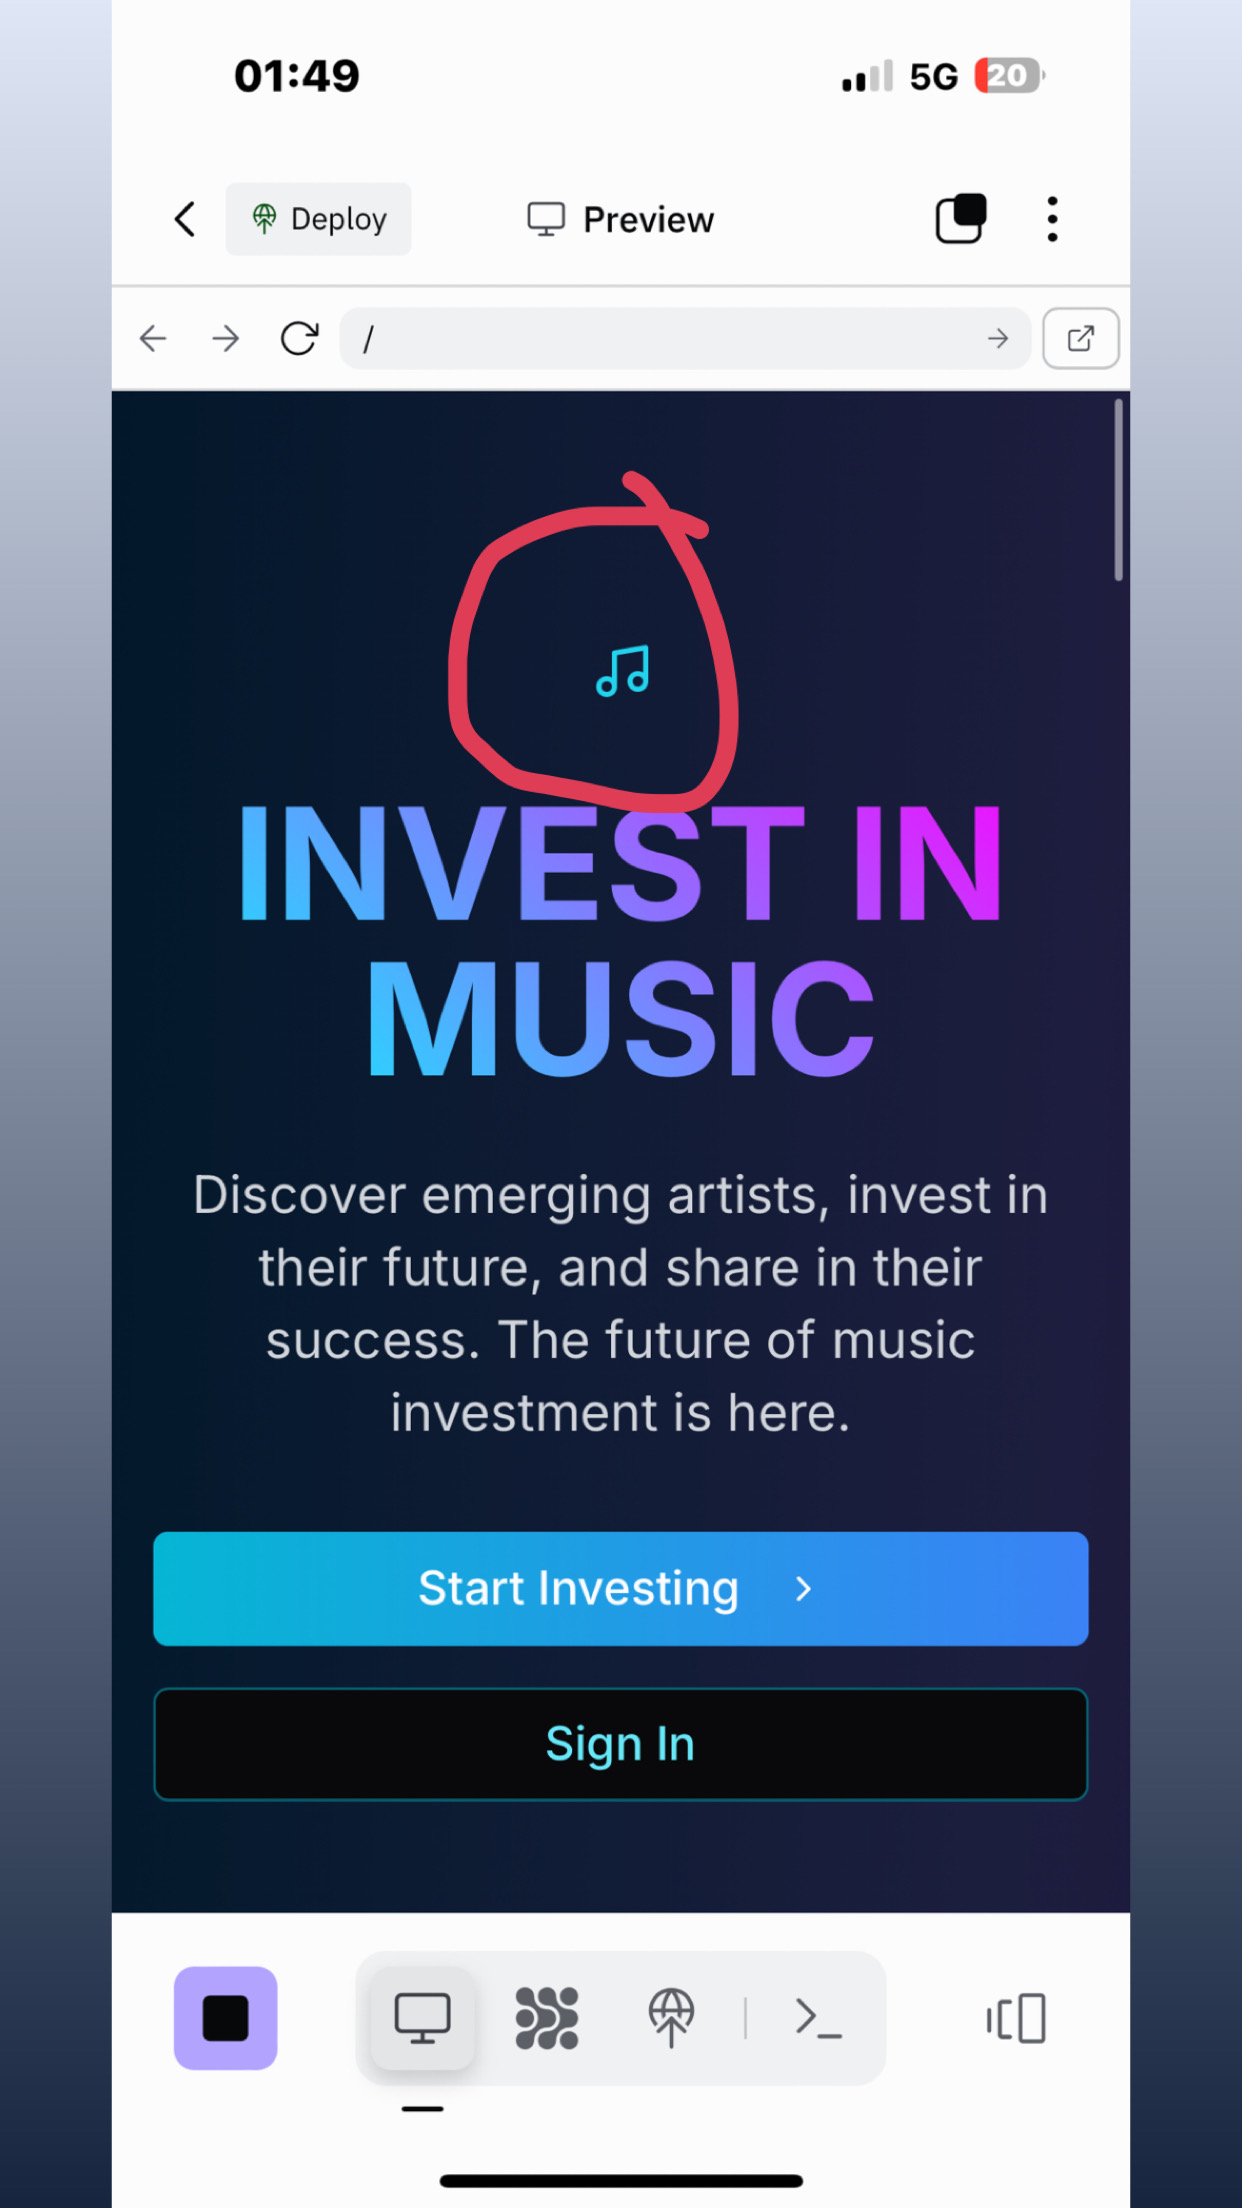 01:49 5G 20
Deploy Preview
/
INVEST IN
MUSIC
Discover emerging artists, invest in
their future, and share in their
success. The future of music
investment is here.
Start Investing
Sign In